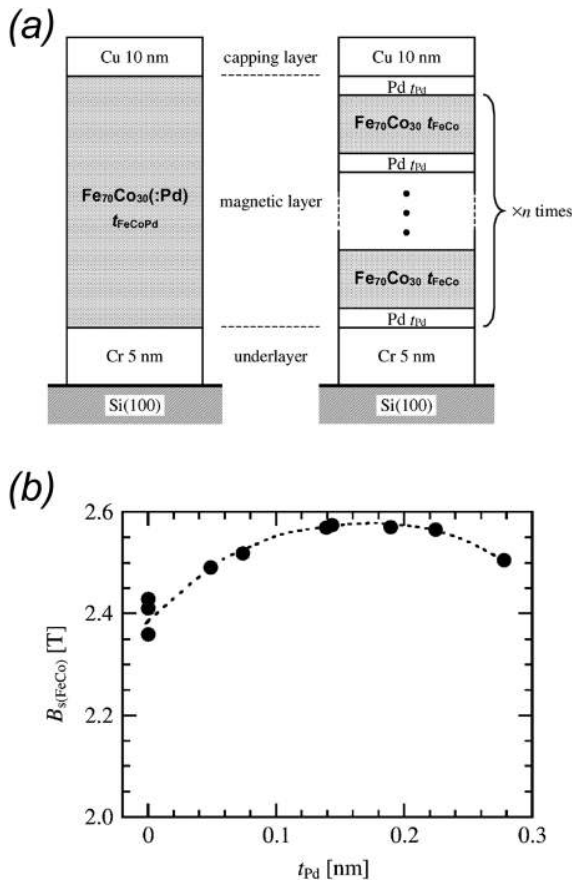 (a)
Cu 10 nm
capping layer
Cu 10 nm
Pd tPd
Fe70Co30 tFeCo
Pd tPd
Fe70Co30(:Pd)
tFeCoPd
magnetic layer
×n times
Fe70Co30 tFeCo
Pd tPd
Cr 5 nm
underlayer
Cr 5 nm
Si(100)
Si(100)
(b)
2.6
2.4
2.2
2.0
Bs(FeCo) [T]
0 0.1 0.2 0.3
tPd [nm]